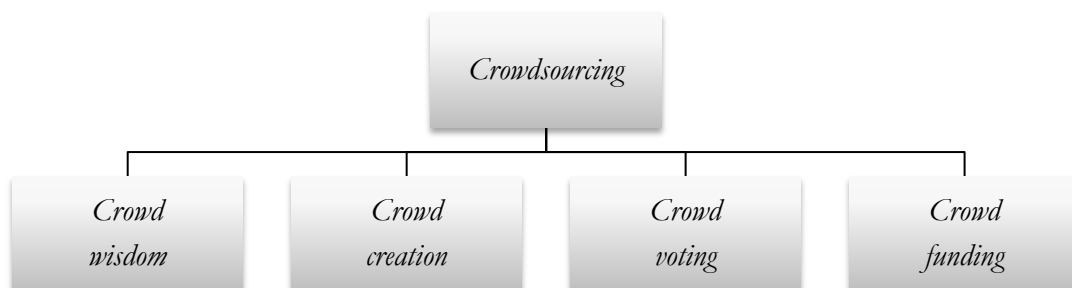 Crowdsourcing
Crowd
wisdom
Crowd
creation
Crowd
voting
Crowd
funding